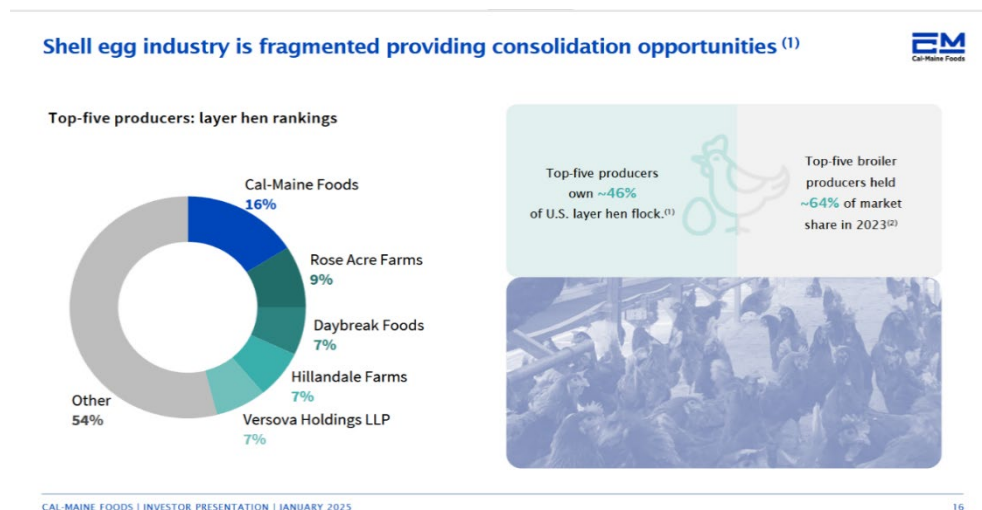 Shell egg industry is fragmented providing consolidation opportunities (1)
EM
Cal-Maine Foods
Top-five producers: layer hen rankings
Cal-Maine Foods
16%
Rose Acre Farms
9%
Daybreak Foods
7%
Hillandale Farms
7%
Versova Holdings LLP
7%
Other
54%
Top-five producers
own ~46%
of U.S. layer hen flock.(1)
Top-five broiler
producers held
~64% of market
share in 2023(2)
CAL-MAINE FOODS | INVESTOR PRESENTATION | JANUARY 2025
16